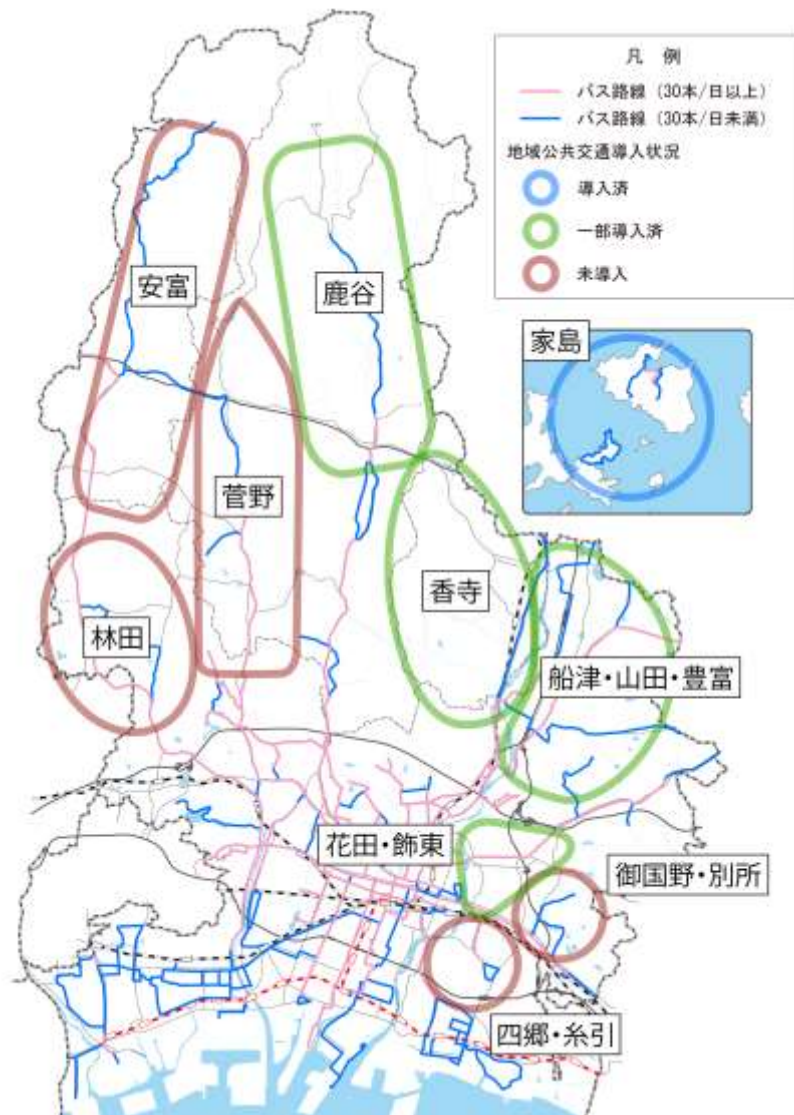 凡 例
バス路線（30本/日以上）
バス路線（30本/日未満）
地域公共交通導入状況
導入済
一部導入済
未導入
安富
鹿谷
家島
菅野
香寺
林田
船津・山田・豊富
花田・飾東
御国野・別所
四郷・糸引